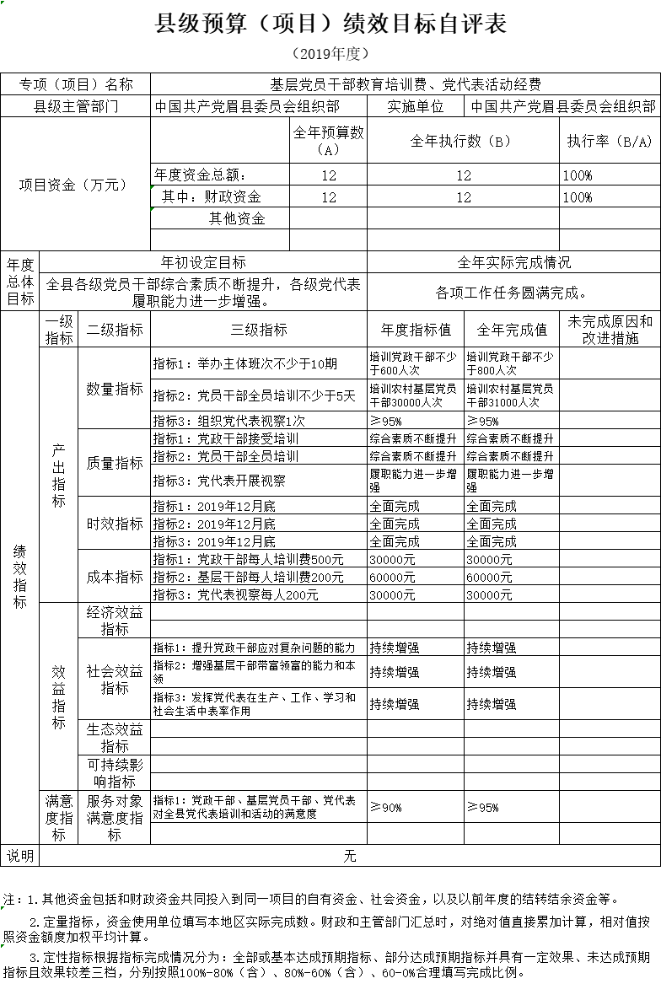 县级预算（项目）绩效目标自评表
（2019年度）
专项（项目）名称 基层党员干部教育培训费、党代表活动经费
县级主管部门 中国共产党眉县委员会组织部 实施单位 中国共产党眉县委员会组织部
项目资金（万元） 全年预算数（A） 全年执行数（B） 执行率（B/A）
年度资金总额： 12 12 100%
其中：财政资金 12 12 100%
其他资金
年度总体目标 年初设定目标 全年实际完成情况
全县各级党员干部综合素质不断提升，各级党代表履职能力进一步增强。 各项工作任务圆满完成。
绩效指标 一级指标 二级指标 三级指标 年度指标值 全年完成值 未完成原因和改进措施
产出指标 数量指标 指标1：举办主体班次不少于10期 培训党政干部不少于600人次 培训党政干部不少于800人次
指标2：党员干部全员培训不少于5天 培训农村基层党员干部30000人次 培训农村基层党员干部31000人次
指标3：组织党代表视察1次 ≥95% ≥95%
质量指标 指标1：党政干部接受培训 综合素质不断提升 综合素质不断提升
指标2：党员干部全员培训 综合素质不断提升 综合素质不断提升
指标3：党代表开展视察 履职能力进一步增强 履职能力进一步增强
时效指标 指标1：2019年12月底 全面完成 全面完成
指标2：2019年12月底 全面完成 全面完成
指标3：2019年12月底 全面完成 全面完成
成本指标 指标1：党政干部每人培训费500元 30000元 30000元
指标2：基层干部每人培训费200元 60000元 60000元
指标3：党代表视察每人200元 30000元 30000元
效益指标 经济效益指标
社会效益指标 指标1：提升党政干部应对复杂问题的能力 持续增强 持续增强
指标2：增强基层干部带富领富的能力和本领 持续增强 持续增强
指标3：发挥党代表在生产、工作、学习和社会生活中表率作用 持续增强 持续增强
生态效益指标
可持续影响指标
满意度指标 服务对象满意度指标 指标1：党政干部、基层党员干部、党代表对全县党代表培训和活动的满意度 ≥90% ≥95%
说明 无
注：1.其他资金包括和财政资金共同投入到同一项目的自有资金、社会资金，以及以前年度的结转结余资金等。
2.定量指标，资金使用单位填写本地区实际完成数。财政和主管部门汇总时，对绝对值直接累加计算，相对值按
照资金额度加权平均计算。
3.定性指标根据指标完成情况分为：全部或基本达成预期指标、部分达成预期指标并具有一定效果、未达成预期
指标且效果较差三档，分别按照100%-80%（含）、80%-60%（含）、60-0%合理填写完成比例。